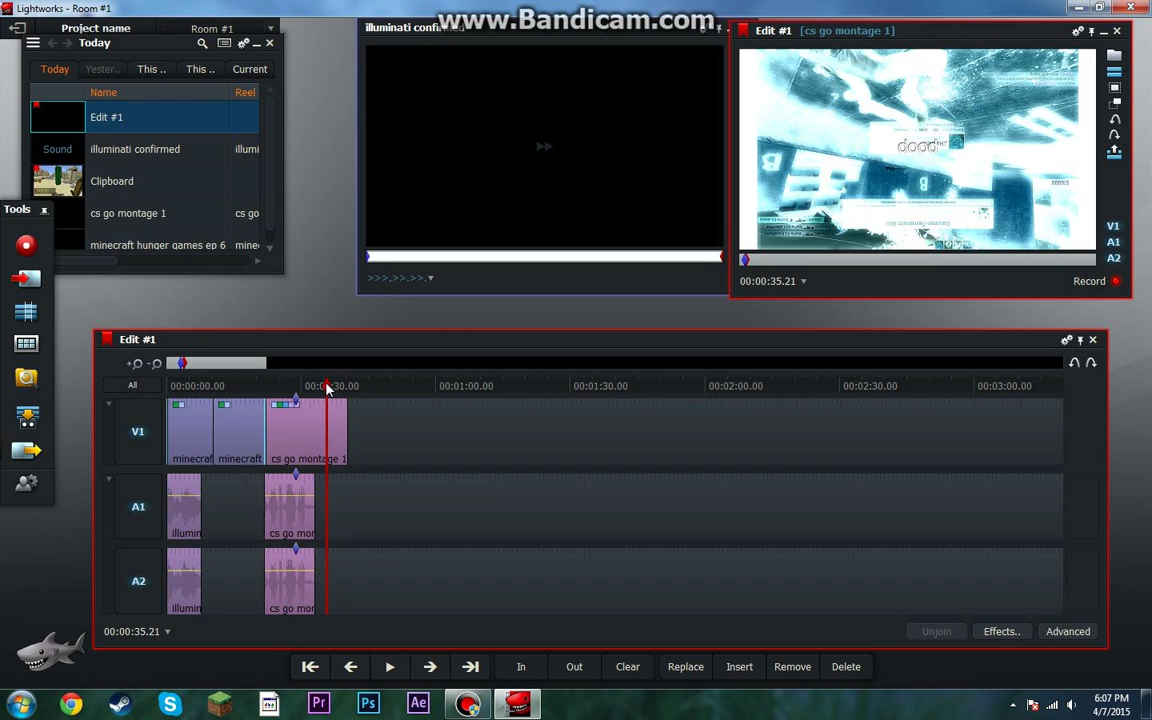 Lightworks - Room #1
www.Bandicam.com
Project name
Room #1
Today
Today
Yester..
This ..
This ..
Current
Name
Reel
Edit #1
Sound
illuminati confirmed
illumi
Clipboard
cs go montage 1
cs go
minecraft hunger games ep 6
mine
Tools
illuminati confirmed
>>>.>>.>>.
Edit #1 [cs go montage 1]
V1
A1
A2
00:00:35.21
Record
Edit #1
All
00:00:00.00
00:01:00.00
00:01:30.00
00:02:00.00
00:02:30.00
00:03:00.00
V1
minecraf
minecraft
cs go montage 1
A1
illumin
cs go mon
A2
illumin
cs go mon
00:00:35.21
Unjoin
Effects..
Advanced
In
Out
Clear
Replace
Insert
Remove
Delete
Pr
Ps
Ae
6:07 PM
4/7/2015